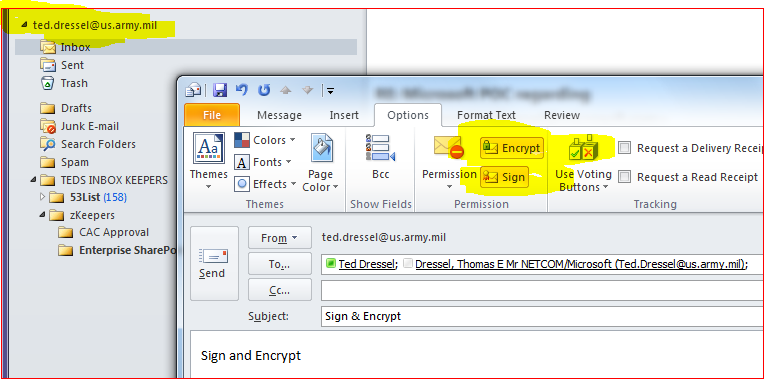 ted.dressel@us.army.mil
Inbox
Sent
Trash
Drafts
Junk E-mail
Search Folders
Spam
TEDS INBOX KEEPERS
53List (158)
zKeepers
CAC Approval
Enterprise SharePo
RE: Microsoft POC regarding
File Message Insert Options Format Text Review
Themes
Colors
Fonts
Effects
Page Color
Themes
Bcc
Show Fields
Permission
Encrypt
Sign
Permission
Use Voting Buttons
Request a Delivery Receip
Request a Read Receipt
Tracking
Send
From ted.dressel@us.army.mil
To... Ted Dressel; Dressel, Thomas E Mr NETCOM/Microsoft (Ted.Dressel@us.army.mil);
Cc...
Subject: Sign & Encrypt
Sign and Encrypt